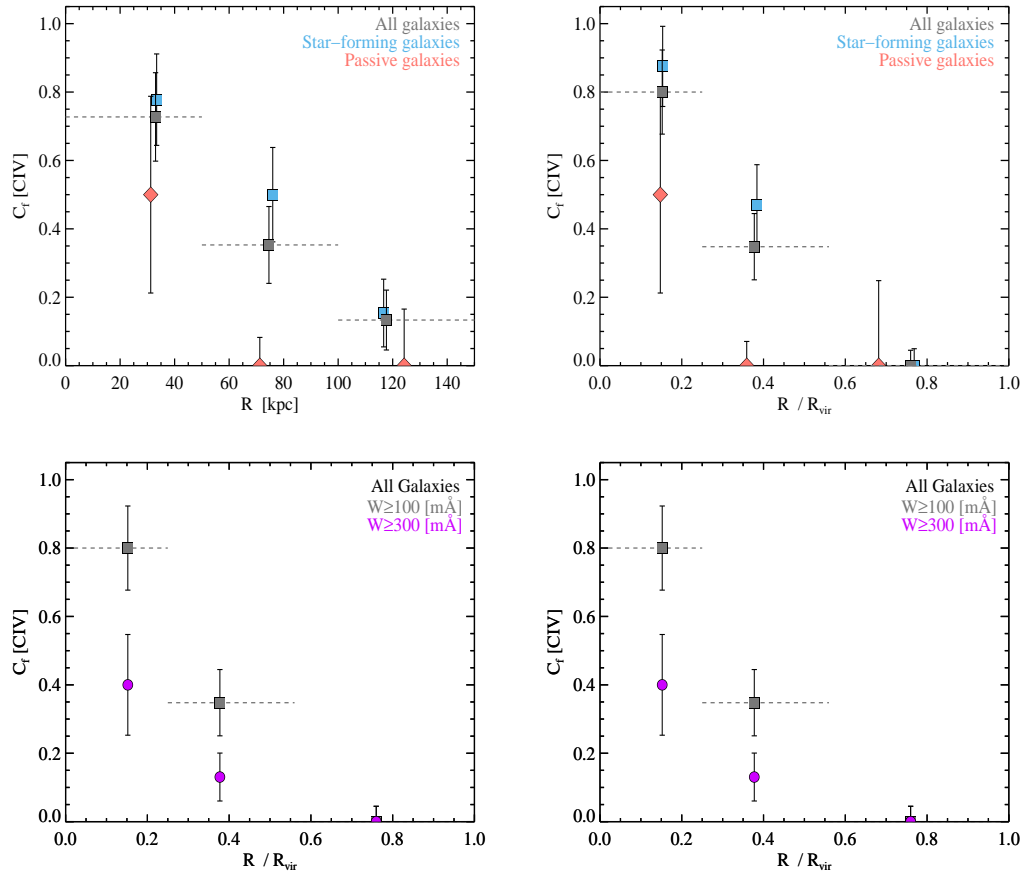 All galaxies
Star-forming galaxies
Passive galaxies
C_f [CIV]
1.0
0.8
0.6
0.4
0.2
0.0
0 20 40 60 80 100 120 140
R [kpc]
All galaxies
Star-forming galaxies
Passive galaxies
C_f [CIV]
1.0
0.8
0.6
0.4
0.2
0.0
0.0 0.2 0.4 0.6 0.8 1.0
R / R_vir
All Galaxies
W≥100 [mÅ]
W≥300 [mÅ]
C_f [CIV]
1.0
0.8
0.6
0.4
0.2
0.0
0.0 0.2 0.4 0.6 0.8 1.0
R / R_vir
All Galaxies
W≥100 [mÅ]
W≥300 [mÅ]
C_f [CIV]
1.0
0.8
0.6
0.4
0.2
0.0
0.0 0.2 0.4 0.6 0.8 1.0
R / R_vir